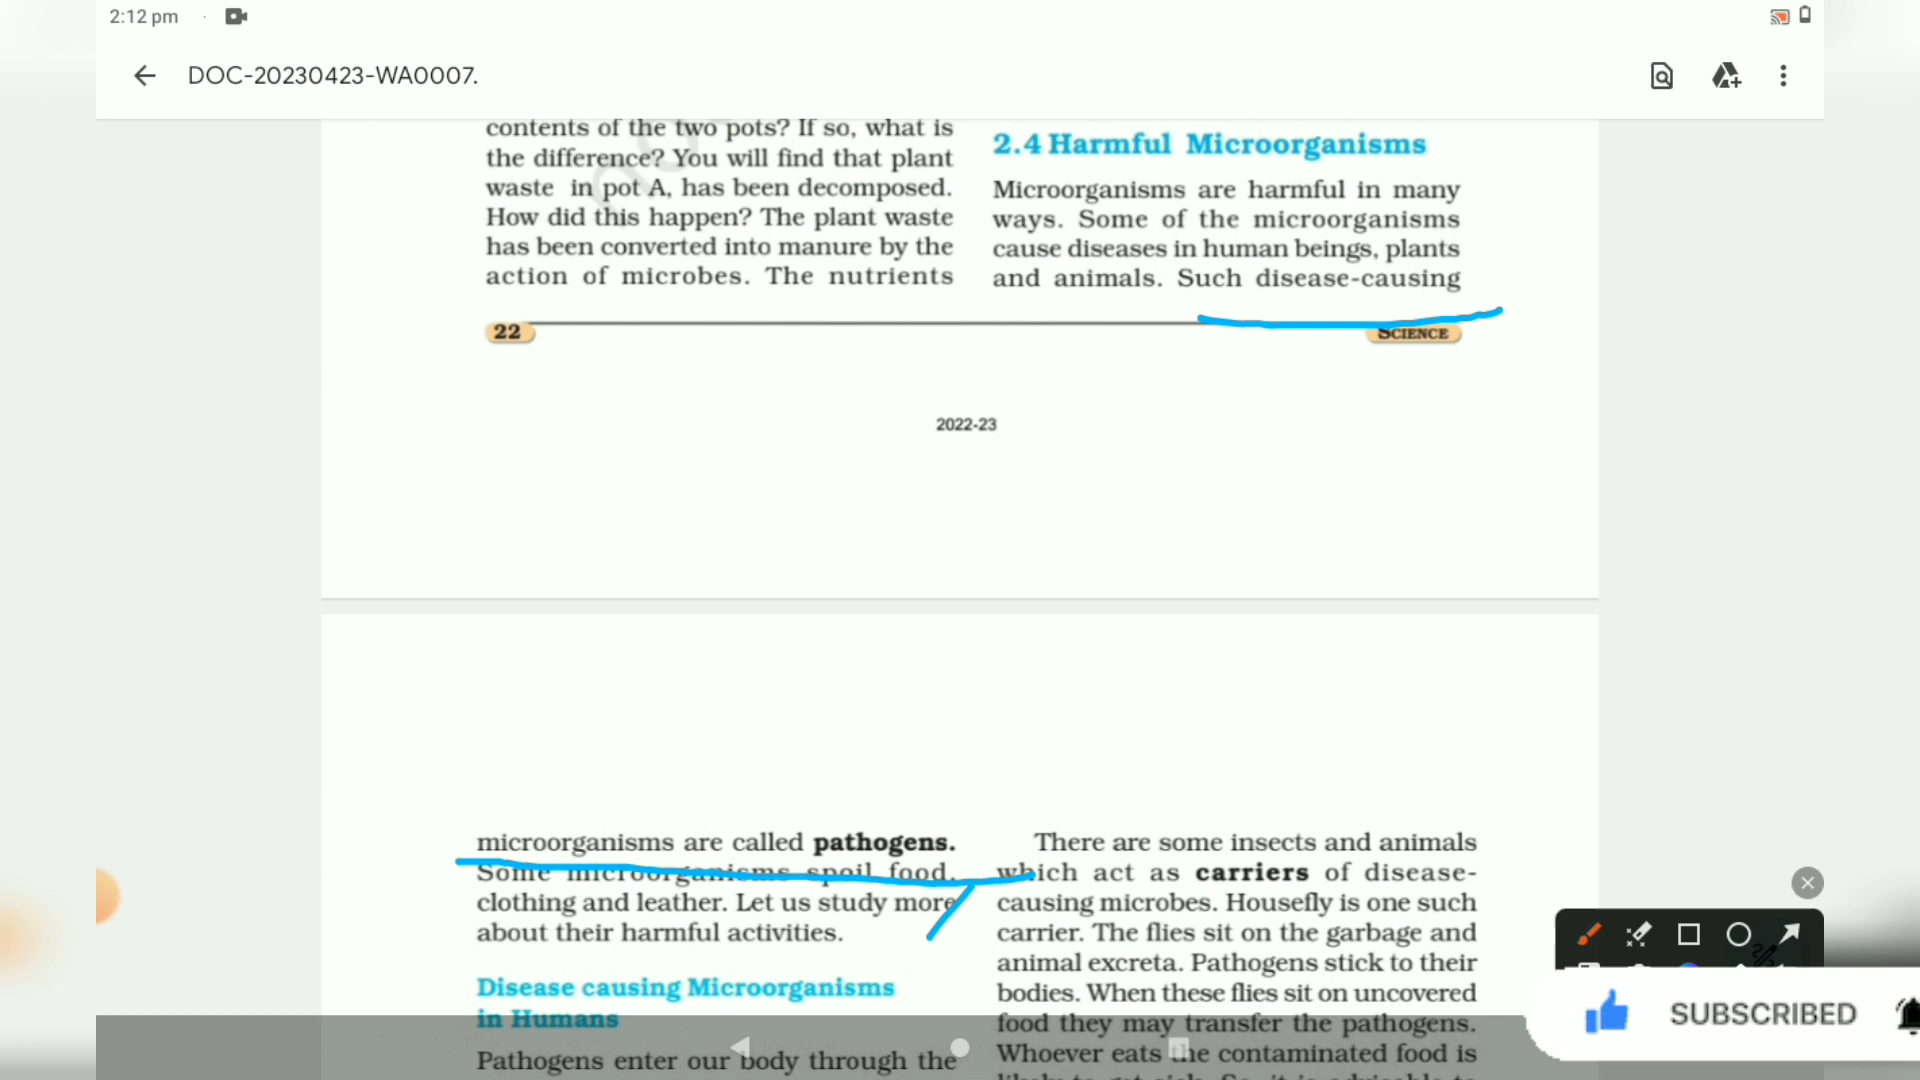 2:12 pm
DOC-20230423-WA0007.
contents of the two pots? If so, what is
the difference? You will find that plant
waste in pot A, has been decomposed.
How did this happen? The plant waste
has been converted into manure by the
action of microbes. The nutrients
2.4 Harmful Microorganisms
Microorganisms are harmful in many
ways. Some of the microorganisms
cause diseases in human beings, plants
and animals. Such disease-causing
22
SCIENCE
2022-23
microorganisms are called pathogens.
Some microorganisms spoil food,
clothing and leather. Let us study more
about their harmful activities.
Disease causing Microorganisms
in Humans
Pathogens enter our body through the
There are some insects and animals
which act as carriers of disease-
causing microbes. Housefly is one such
carrier. The flies sit on the garbage and
animal excreta. Pathogens stick to their
bodies. When these flies sit on uncovered
food they may transfer the pathogens.
Whoever eats the contaminated food is
SUBSCRIBED